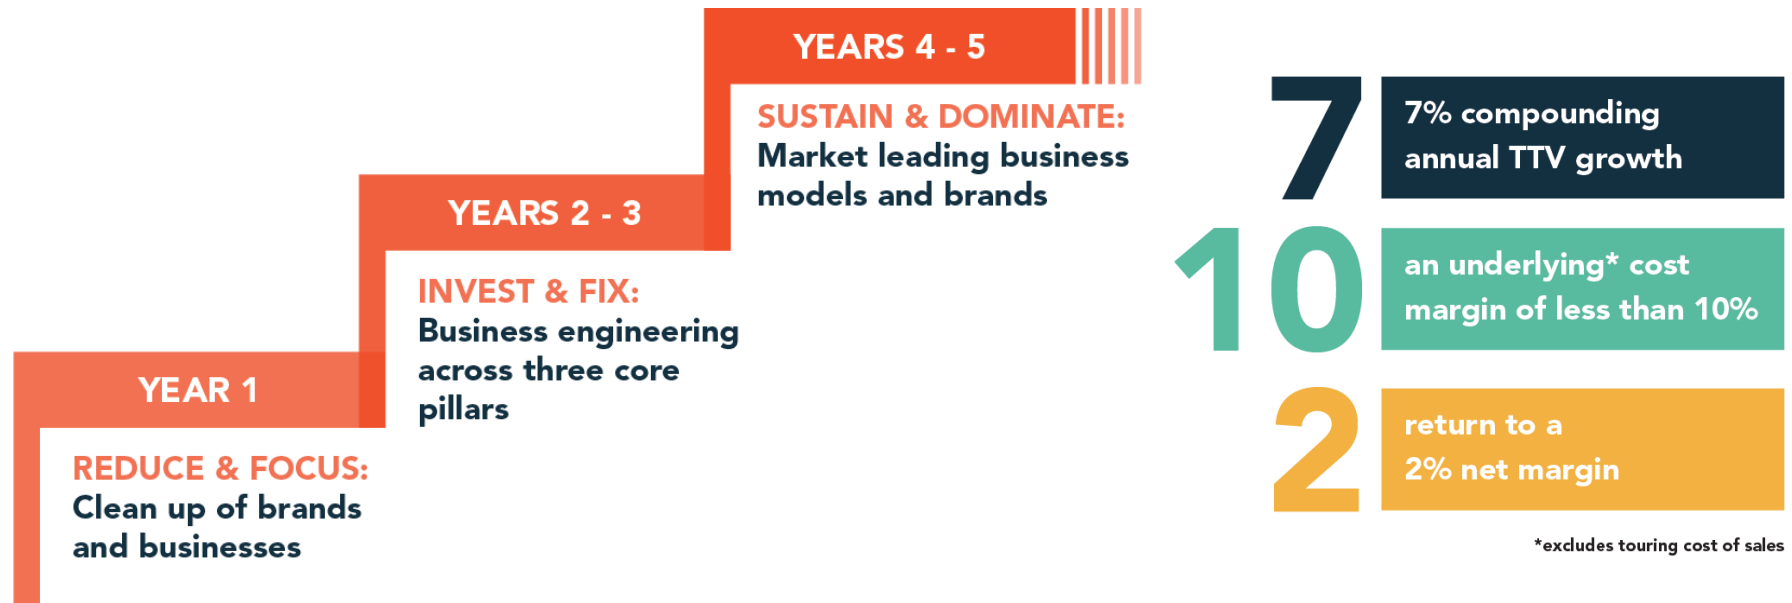 YEAR 1
REDUCE & FOCUS:
Clean up of brands
and businesses
YEARS 2 - 3
INVEST & FIX:
Business engineering
across three core
pillars
YEARS 4 - 5
SUSTAIN & DOMINATE:
Market leading business
models and brands
7
7% compounding
annual TTV growth
10
an underlying* cost
margin of less than 10%
2
return to a
2% net margin
*excludes touring cost of sales